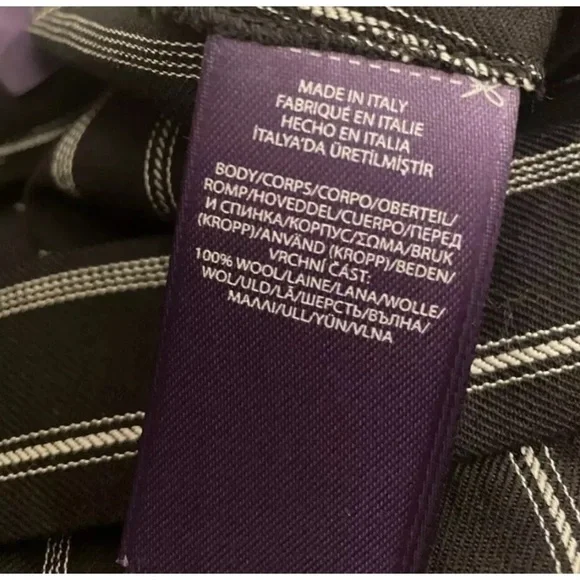 MADE IN ITALY
FABRIQUÉ EN ITALIE
HECHO EN ITALIA
İTALYA'DA ÜRETİLMİŞTİR
BODY/CORPS/CORPO/OBERTEIL/
ROMP/HOVEDDEL/CUERPO/ПЕРЕД
И СПИНКА/КОРПУС/ΣΩΜΑ/BRUK
(KROPP)/ANVÄND (KROPP)/BEDEN/
VRCHNÍ ČÁST:
100% WOOL/LAINE/LANA/WOLLE/
WOL/ULD/LÃ/ШЕРСТЬ/ВЪЛНА/
ΜΑΛΛΙ/ULL/YÜN/VLNA